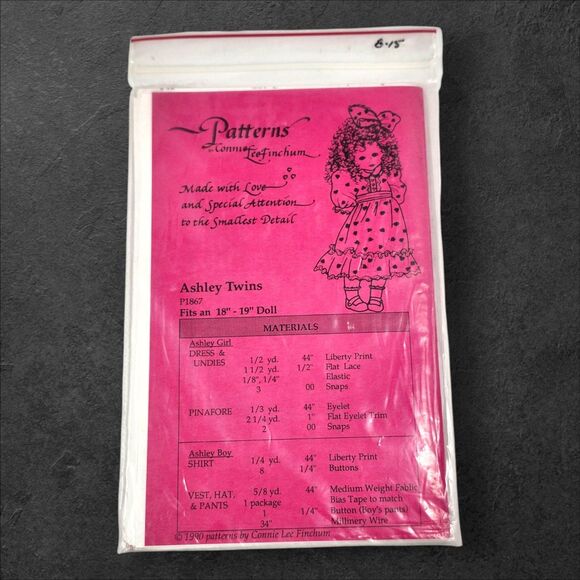 6.15
Patterns
by Connie Lee Finchum
Made with Love
and Special Attention
to the Smallest Detail
Ashley Twins
P1867
Fits an 18" - 19" Doll
MATERIALS
Ashley Girl
DRESS & 1/2 yd. 44" Liberty Print
UNDIES 1 1/2 yd. 1/2" Flat Lace
1/8", 1/4" Elastic
3 00 Snaps
PINAFORE 1/3 yd. 44" Eyelet
2 1/4 yd. 1" Flat Eyelet Trim
2 00 Snaps
Ashley Boy
SHIRT 1/4 yd. 44" Liberty Print
8 1/4" Buttons
VEST, HAT, 5/8 yd. 44" Medium Weight Fabric
& PANTS 1 package Bias Tape to match
1 1/4" Button (Boy's pants)
34" Millinery Wire
© 1990 patterns by Connie Lee Finchum